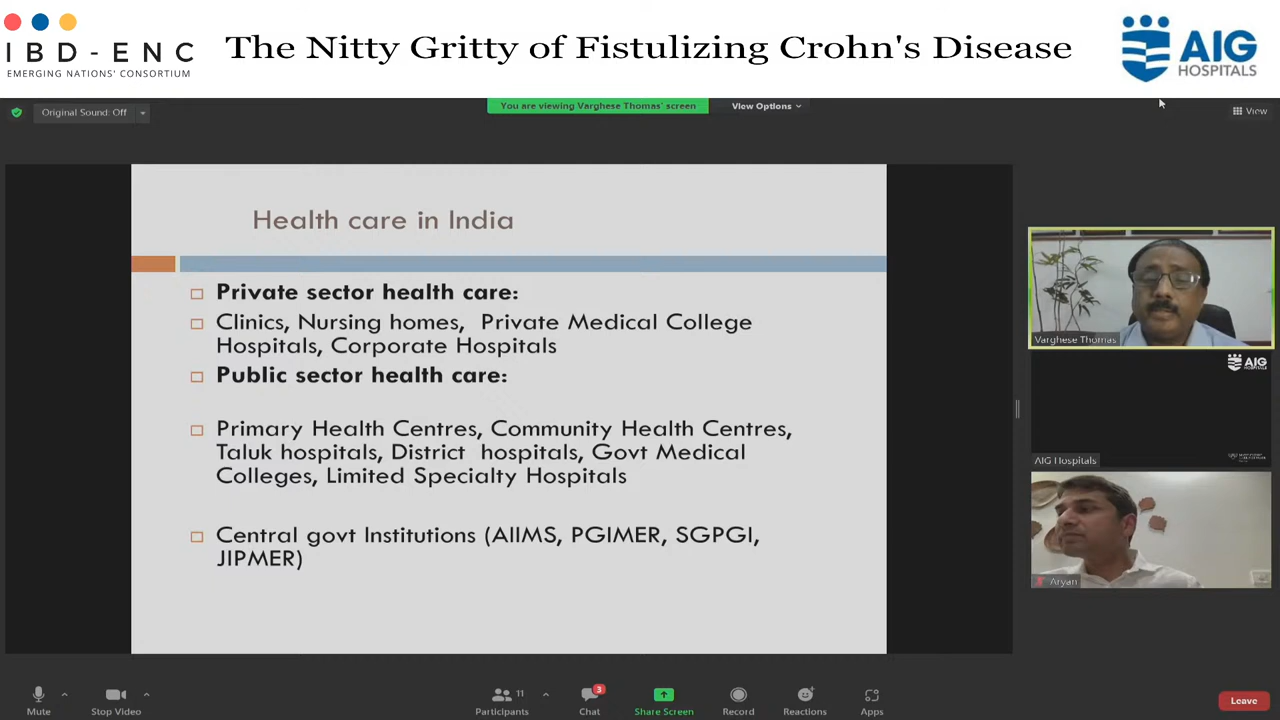 IBD-ENC
EMERGING NATIONS' CONSORTIUM
The Nitty Gritty of Fistulizing Crohn's Disease
AIG
HOSPITALS
Original Sound: Off
You are viewing Varghese Thomas' screen
View Options
View
Health care in India
Private sector health care:
Clinics, Nursing homes, Private Medical College
Hospitals, Corporate Hospitals
Public sector health care:
Primary Health Centres, Community Health Centres,
Taluk hospitals, District hospitals, Govt Medical
Colleges, Limited Specialty Hospitals
Central govt Institutions (AIIMS, PGIMER, SGPGI,
JIPMER)
Varghese Thomas
AIG
HOSPITALS
AIG Hospitals
Aryan
Mute
Stop Video
11
Participants
3
Chat
Share Screen
Record
Reactions
Apps
Leave